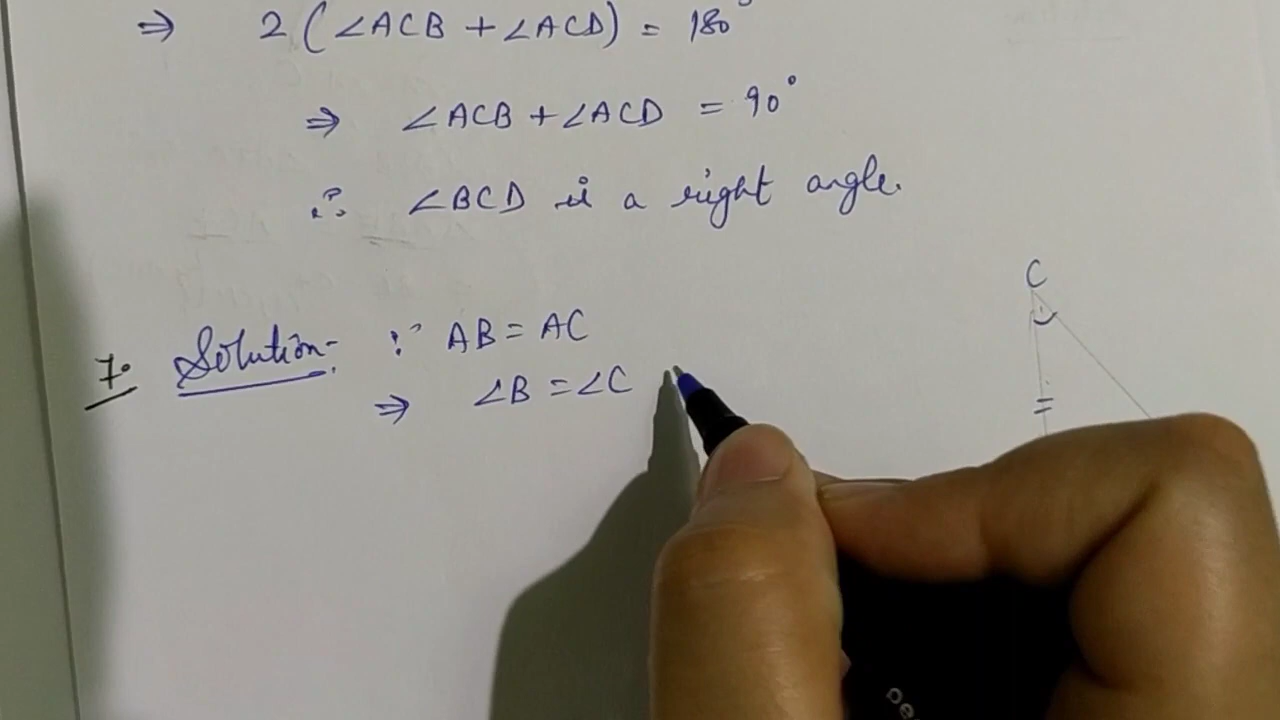 ⇒ 2 (∠ACB + ∠ACD) = 180°
⇒ ∠ACB + ∠ACD = 90°
∴ ∠BCD is a right angle.
C
7. Solution:- ∵ AB = AC
⇒ ∠B = ∠C